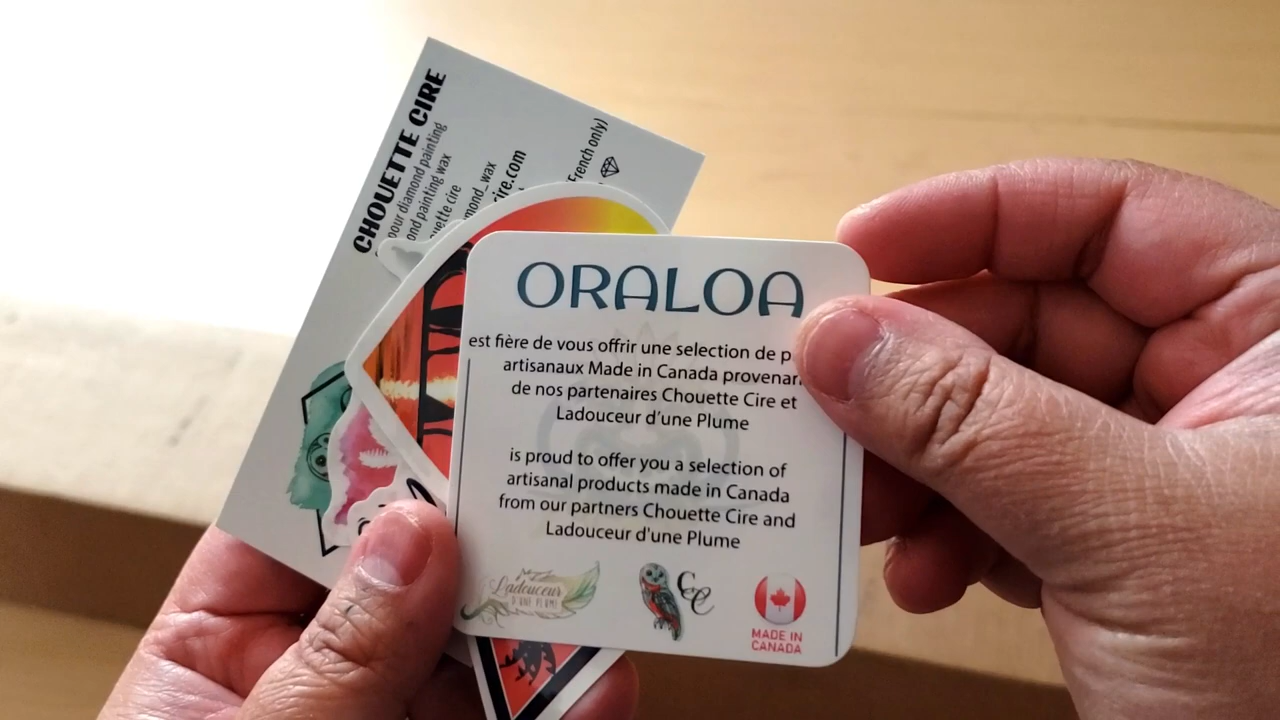 CHOUETTE CIRE
pour diamond painting
ond painting wax
ouette cire
mond_wax
ire.com
French only)
ORALOA
est fière de vous offrir une selection de p
artisanaux Made in Canada provenan
de nos partenaires Chouette Cire et
Ladouceur d'une Plume
is proud to offer you a selection of
artisanal products made in Canada
from our partners Chouette Cire and
Ladouceur d'une Plume
Ladouceur
D'UNE PLUME
CC
MADE IN
CANADA